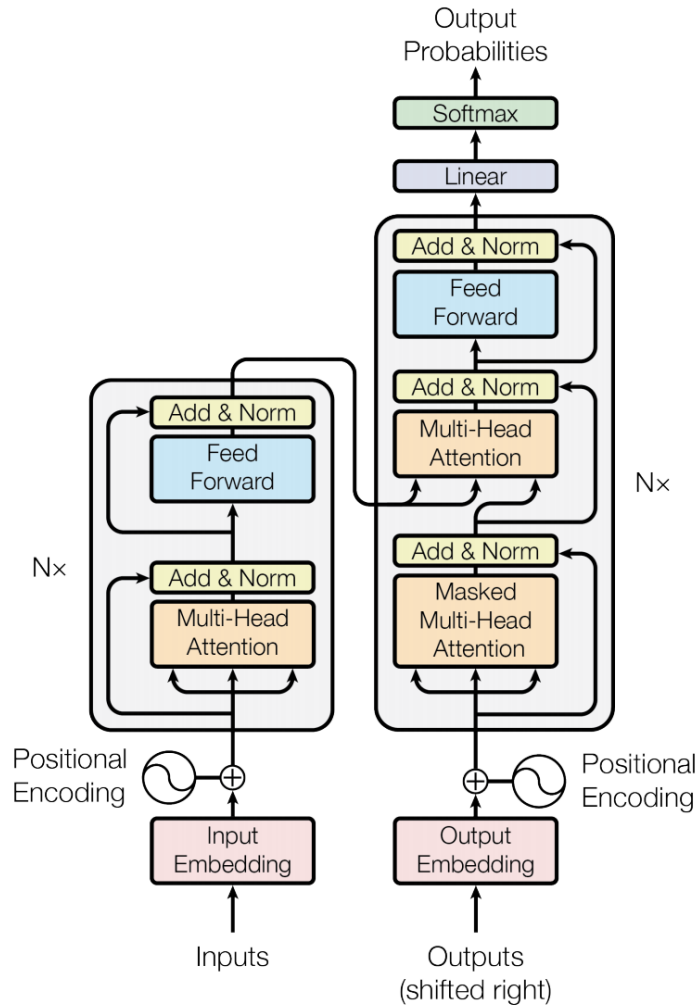 Output
Probabilities
Softmax
Linear
Add & Norm
Feed
Forward
Add & Norm
Multi-Head
Attention
Add & Norm
Masked
Multi-Head
Attention
N×
Add & Norm
Feed
Forward
Add & Norm
Multi-Head
Attention
N×
Positional
Encoding
Positional
Encoding
Input
Embedding
Output
Embedding
Inputs
Outputs
(shifted right)